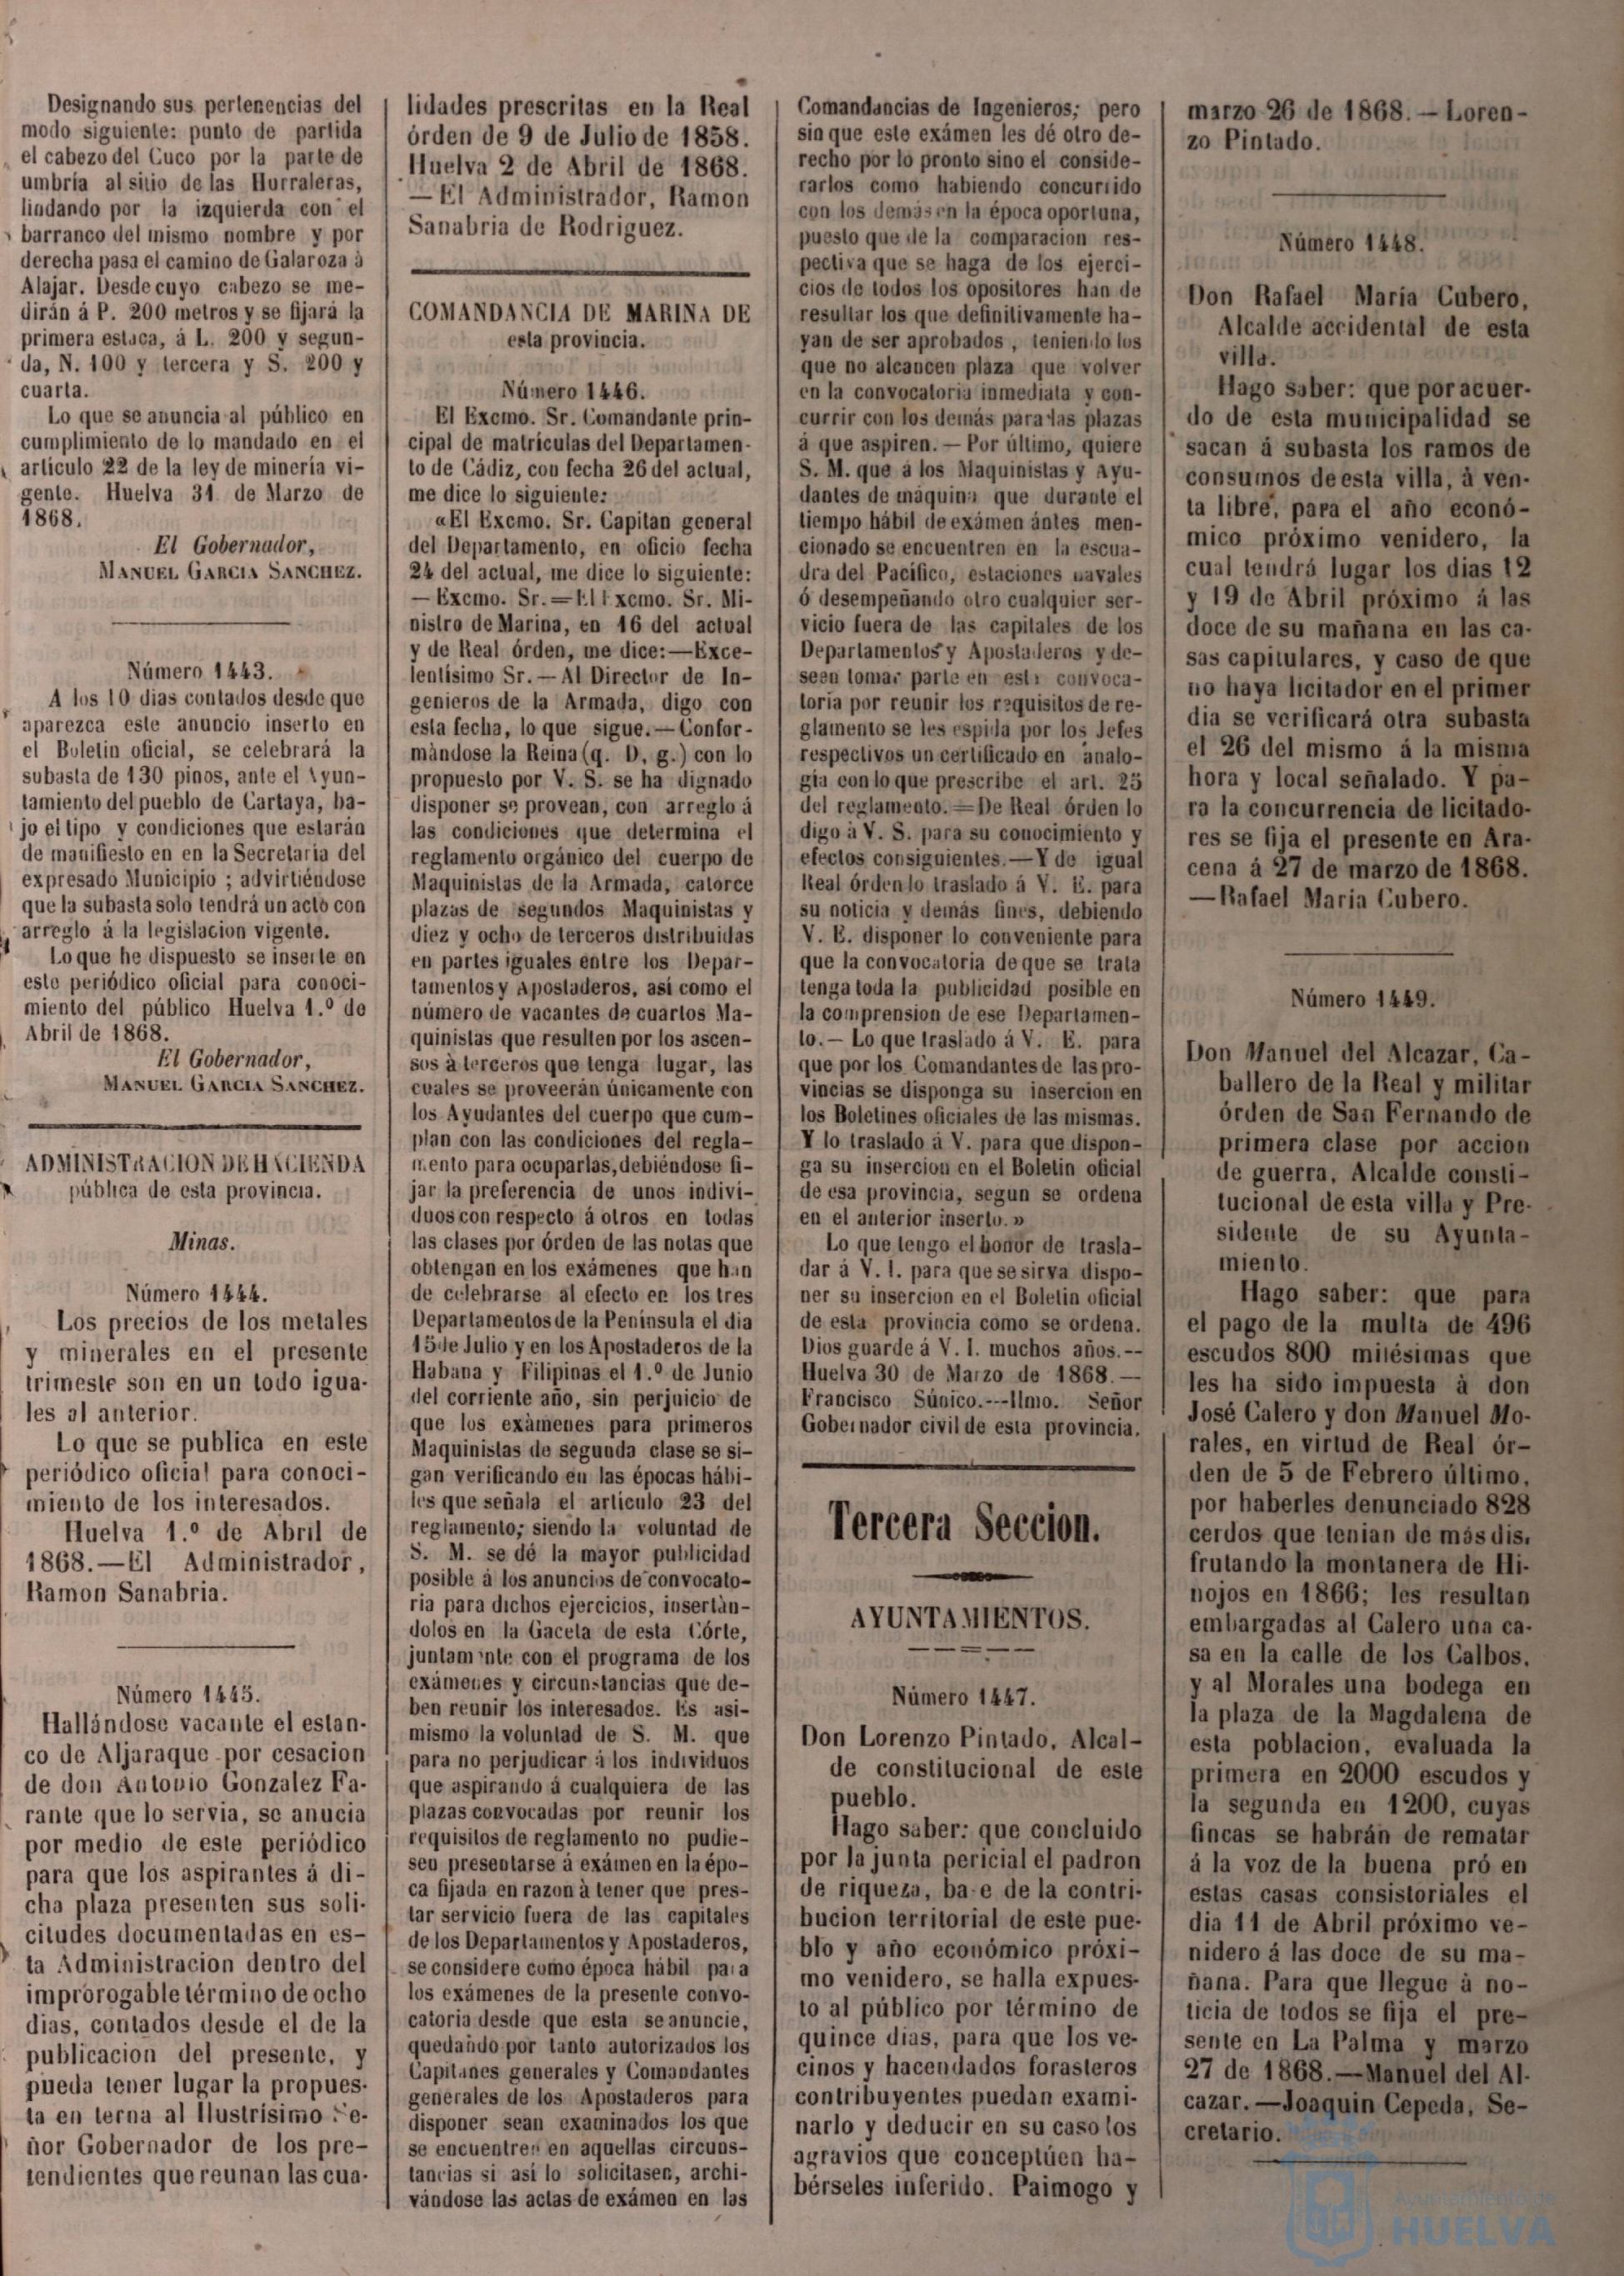 Designando sus pertenencias del
modo siguiente: punto de partida
el cabezo del Cuco por la parte de
umbría al sitio de las Hurraleras,
lindando por la izquierda con el
barranco del mismo nombre y por
derecha pasa el camino de Galaroza à
Alajar. Desde cuyo cabezo se me-
dirán á P. 200 metros y se fijará la
primera estaca, á L. 200 y segun-
da, N. 100 y tercera y S. 200 y
cuarta.
Lo que se anuncia al público en
cumplimiento de lo mandado en el
artículo 22 de la ley de minería vi-
gente. Huelva 31 de Marzo de
1868.
El Gobernador,
MANUEL GARCIA SANCHEZ.
Número 1443.
A los 10 dias contados desde que
aparezca este anuncio inserto en
el Boletin oficial, se celebrará la
subasta de 130 pinos, ante el Ayun-
tamiento del pueblo de Cartaya, ba-
jo el tipo y condiciones que estarán
de manifiesto en en la Secretaría del
expresado Municipio ; advirtiéndose
que la subasta solo tendrá un acto con
arreglo á la legislacion vigente.
Lo que he dispuesto se inserte en
este periódico oficial para conoci-
miento del público Huelva 1.º de
Abril de 1868.
El Gobernador,
MANUEL GARCIA SANCHEZ.
ADMINISTRACION DE HACIENDA
pública de esta provincia.
Minas.
Número 1444.
Los precios de los metales
y minerales en el presente
trimeste son en un todo igua-
les al anterior.
Lo que se publica en este
periódico oficial para conoci-
miento de los interesados.
Huelva 1.º de Abril de
1868.—El Administrador,
Ramon Sanabria.
Número 1445.
Hallándose vacante el estan-
co de Aljaraque por cesacion
de don Antonio Gonzalez Fa-
rante que lo servia, se anucia
por medio de este periódico
para que los aspirantes á di-
cha plaza presenten sus soli-
citudes documentadas en es-
ta Administracion dentro del
improrogable término de ocho
dias, contados desde el de la
publicacion del presente, y
pueda tener lugar la propues-
ta en terna al Ilustrísimo Se-
ñor Gobernador de los pre-
tendientes que reunan las cua-
lidades prescritas en la Real
órden de 9 de Julio de 1858.
Huelva 2 de Abril de 1868.
—El Administrador, Ramon
Sanabria de Rodriguez.
COMANDANCIA DE MARINA DE
esta provincia.
Número 1446.
El Excmo. Sr. Comandante prin-
cipal de matrículas del Departamen-
to de Cádiz, con fecha 26 del actual,
me dice lo siguiente:
«El Excmo. Sr. Capitan general
del Departamento, en oficio fecha
24 del actual, me dice lo siguiente:
— Excmo. Sr.=El Excmo. Sr. Mi-
nistro de Marina, en 16 del actual
y de Real órden, me dice:—Exce-
lentísimo Sr.—Al Director de In-
genieros de la Armada, digo con
esta fecha, lo que sigue.—Confor-
màndose la Reina (q. D. g.) con lo
propuesto por V. S. se ha dignado
disponer se provean, con arreglo á
las condiciones que determina el
reglamento orgánico del cuerpo de
Maquinistas de la Armada, catorce
plazas de segundos Maquinistas y
diez y ocho de terceros distribuidas
en partes iguales entre los Depar-
tamentos y Apostaderos, así como el
número de vacantes de cuartos Ma-
quinistas que resulten por los ascen-
sos à terceros que tenga lugar, las
cuales se proveerán únicamente con
los Ayudantes del cuerpo que cum-
plan con las condiciones del regla-
mento para ocuparlas, debiéndose fi-
jar la preferencia de unos indivi-
duos con respecto á otros en todas
las clases por órden de las notas que
obtengan en los exámenes que han
de celebrarse al efecto en los tres
Departamentos de la Península el dia
15 de Julio y en los Apostaderos de la
Habana y Filipinas el 1.º de Junio
del corriente año, sin perjuicio de
que los exàmenes para primeros
Maquinistas de segunda clase se si-
gan verificando en las épocas hábi-
les que señala el artículo 23 del
reglamento; siendo la voluntad de
S. M. se dé la mayor publicidad
posible á los anuncios de convocato-
ria para dichos ejercicios, insertàn-
dolos en la Gaceta de esta Córte,
juntamente con el programa de los
exámenes y circunstancias que de-
ben reunir los interesados. Es asi-
mismo la voluntad de S. M. que
para no perjudicar à los individuos
que aspirando á cualquiera de las
plazas convocadas por reunir los
requisitos de reglamento no pudie-
sen presentarse á exámen en la épo-
ca fijada en razon à tener que pres-
tar servicio fuera de las capitales
de los Departamentos y Apostaderos,
se considere como época hábil para
los exámenes de la presente convo-
catoria desde que esta se anuncie,
quedando por tanto autorizados los
Capitanes generales y Comandantes
generales de los Apostaderos para
disponer sean examinados los que
se encuentren en aquellas circuns-
tancias si así lo solicitasen, archi-
vándose las actas de exámen en las
Comandancias de Ingenieros; pero
sin que este exámen les dé otro de-
recho por lo pronto sino el conside-
rarlos como habiendo concurrido
con los demás en la época oportuna,
puesto que de la comparacion res-
pectiva que se haga de los ejerci-
cios de todos los opositores han de
resultar los que definitivamente ha-
yan de ser aprobados, teniendo los
que no alcancen plaza que volver
en la convocatoria inmediata y con-
currir con los demás para las plazas
á que aspiren.—Por último, quiere
S. M. que á los Maquinistas y Ayu-
dantes de máquina que durante el
tiempo hábil de exámen ántes men-
cionado se encuentren en la escua-
dra del Pacífico, estaciones navales
ó desempeñando otro cualquier ser-
vicio fuera de las capitales de los
Departamentos y Apostaderos y de-
seen tomar parte en esta convoca-
toria por reunir los requisitos de re-
glamento se les espida por los Jefes
respectivos un certificado en analo-
gia con lo que prescribe el art. 25
del reglamento.=De Real órden lo
digo à V. S. para su conocimiento y
efectos consiguientes.—Y de igual
Real órden lo traslado á V. E. para
su noticia y demás fines, debiendo
V. E. disponer lo conveniente para
que la convocatoria de que se trata
tenga toda la publicidad posible en
la comprension de ese Departamen-
to.—Lo que traslado á V. E. para
que por los Comandantes de las pro-
vincias se disponga su insercion en
los Boletines oficiales de las mismas.
Y lo traslado á V. para que dispon-
ga su insercion en el Boletin oficial
de esa provincia, segun se ordena
en el anterior inserto.»
Lo que tengo el honor de trasla-
dar á V. I. para que se sirva dispo-
ner su insercion en el Boletin oficial
de esta provincia como se ordena.
Dios guarde á V. I. muchos años.--
Huelva 30 de Marzo de 1868.—
Francisco Súnico.---Ilmo. Señor
Gobernador civil de esta provincia.
Tercera Seccion.
AYUNTAMIENTOS.
Número 1447.
Don Lorenzo Pintado, Alcal-
de constitucional de este
pueblo.
Hago saber: que concluido
por la junta pericial el padron
de riqueza, ba e de la contri-
bucion territorial de este pue-
blo y año económico próxi-
mo venidero, se halla expues-
to al público por término de
quince dias, para que los ve-
cinos y hacendados forasteros
contribuyentes puedan exami-
narlo y deducir en su caso los
agravios que conceptúen ha-
bérseles inferido. Paimogo y
marzo 26 de 1868.—Loren-
zo Pintado.
Número 1448.
Don Rafael María Cubero,
Alcalde accidental de esta
villa.
Hago saber: que por acuer-
do de esta municipalidad se
sacan á subasta los ramos de
consumos de esta villa, à ven-
ta libre, para el año econó-
mico próximo venidero, la
cual tendrá lugar los dias 12
y 19 de Abril próximo á las
doce de su mañana en las ca-
sas capitulares, y caso de que
no haya licitador en el primer
dia se verificará otra subasta
el 26 del mismo á la misma
hora y local señalado. Y pa-
ra la concurrencia de licitado-
res se fija el presente en Ara-
cena á 27 de marzo de 1868.
—Rafael Maria Cubero.
Número 1449.
Don Manuel del Alcazar, Ca-
ballero de la Real y militar
órden de San Fernando de
primera clase por accion
de guerra, Alcalde consti-
tucional de esta villa y Pre-
sidente de su Ayunta-
miento.
Hago saber: que para
el pago de la multa de 496
escudos 800 milésimas que
les ha sido impuesta à don
José Calero y don Manuel Mo-
rales, en virtud de Real ór-
den de 5 de Febrero último,
por haberles denunciado 828
cerdos que tenian de más dis,
frutando la montanera de Hi-
nojos en 1866; les resultan
embargadas al Calero una ca-
sa en la calle de los Calbos,
y al Morales una bodega en
la plaza de la Magdalena de
esta poblacion, evaluada la
primera en 2000 escudos y
la segunda en 1200, cuyas
fincas se habrán de rematar
á la voz de la buena pró en
estas casas consistoriales el
dia 11 de Abril próximo ve-
nidero á las doce de su ma-
ñana. Para que llegue à no-
ticia de todos se fija el pre-
sente en La Palma y marzo
27 de 1868.—Manuel del Al-
cazar.—Joaquin Cepeda, Se-
cretario.
Ayuntamiento de
HUELVA